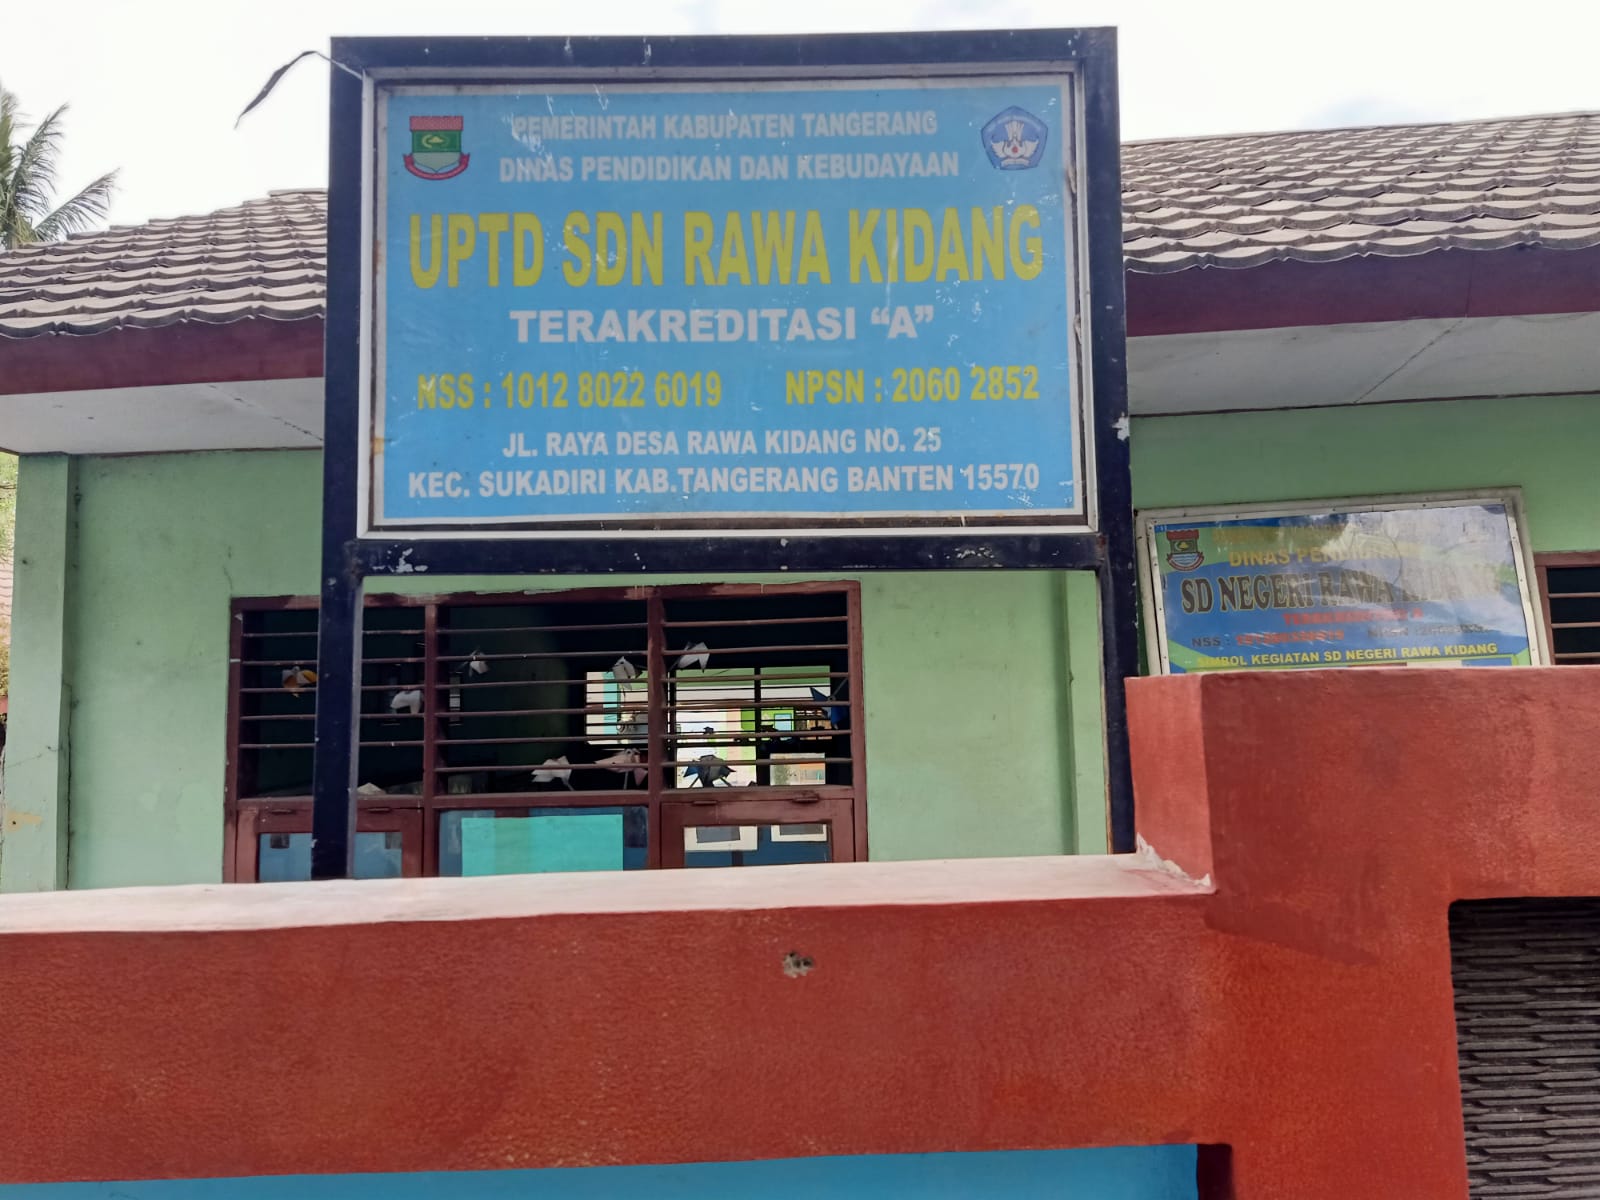 PEMERINTAH KABUPATEN TANGERANG
DINAS PENDIDIKAN DAN KEBUDAYAAN
UPTD SDN RAWA KIDANG
TERAKREDITASI “A”
NSS : 1012 8022 6019 NPSN : 2060 2852
JL. RAYA DESA RAWA KIDANG NO. 25
KEC. SUKADIRI KAB.TANGERANG BANTEN 15570
DINAS PENDIDIKAN
SD NEGERI RAWA KIDANG
NSS : NPSN :
SIMBOL KEGIATAN SD NEGERI RAWA KIDANG